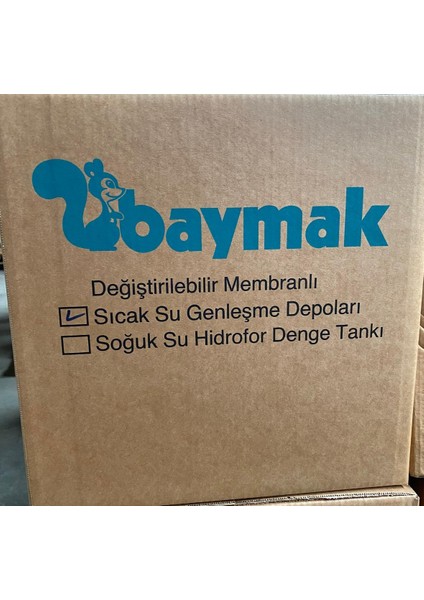 baymak
Değiştirilebilir Membranlı
Sıcak Su Genleşme Depoları
Soğuk Su Hidrofor Denge Tankı